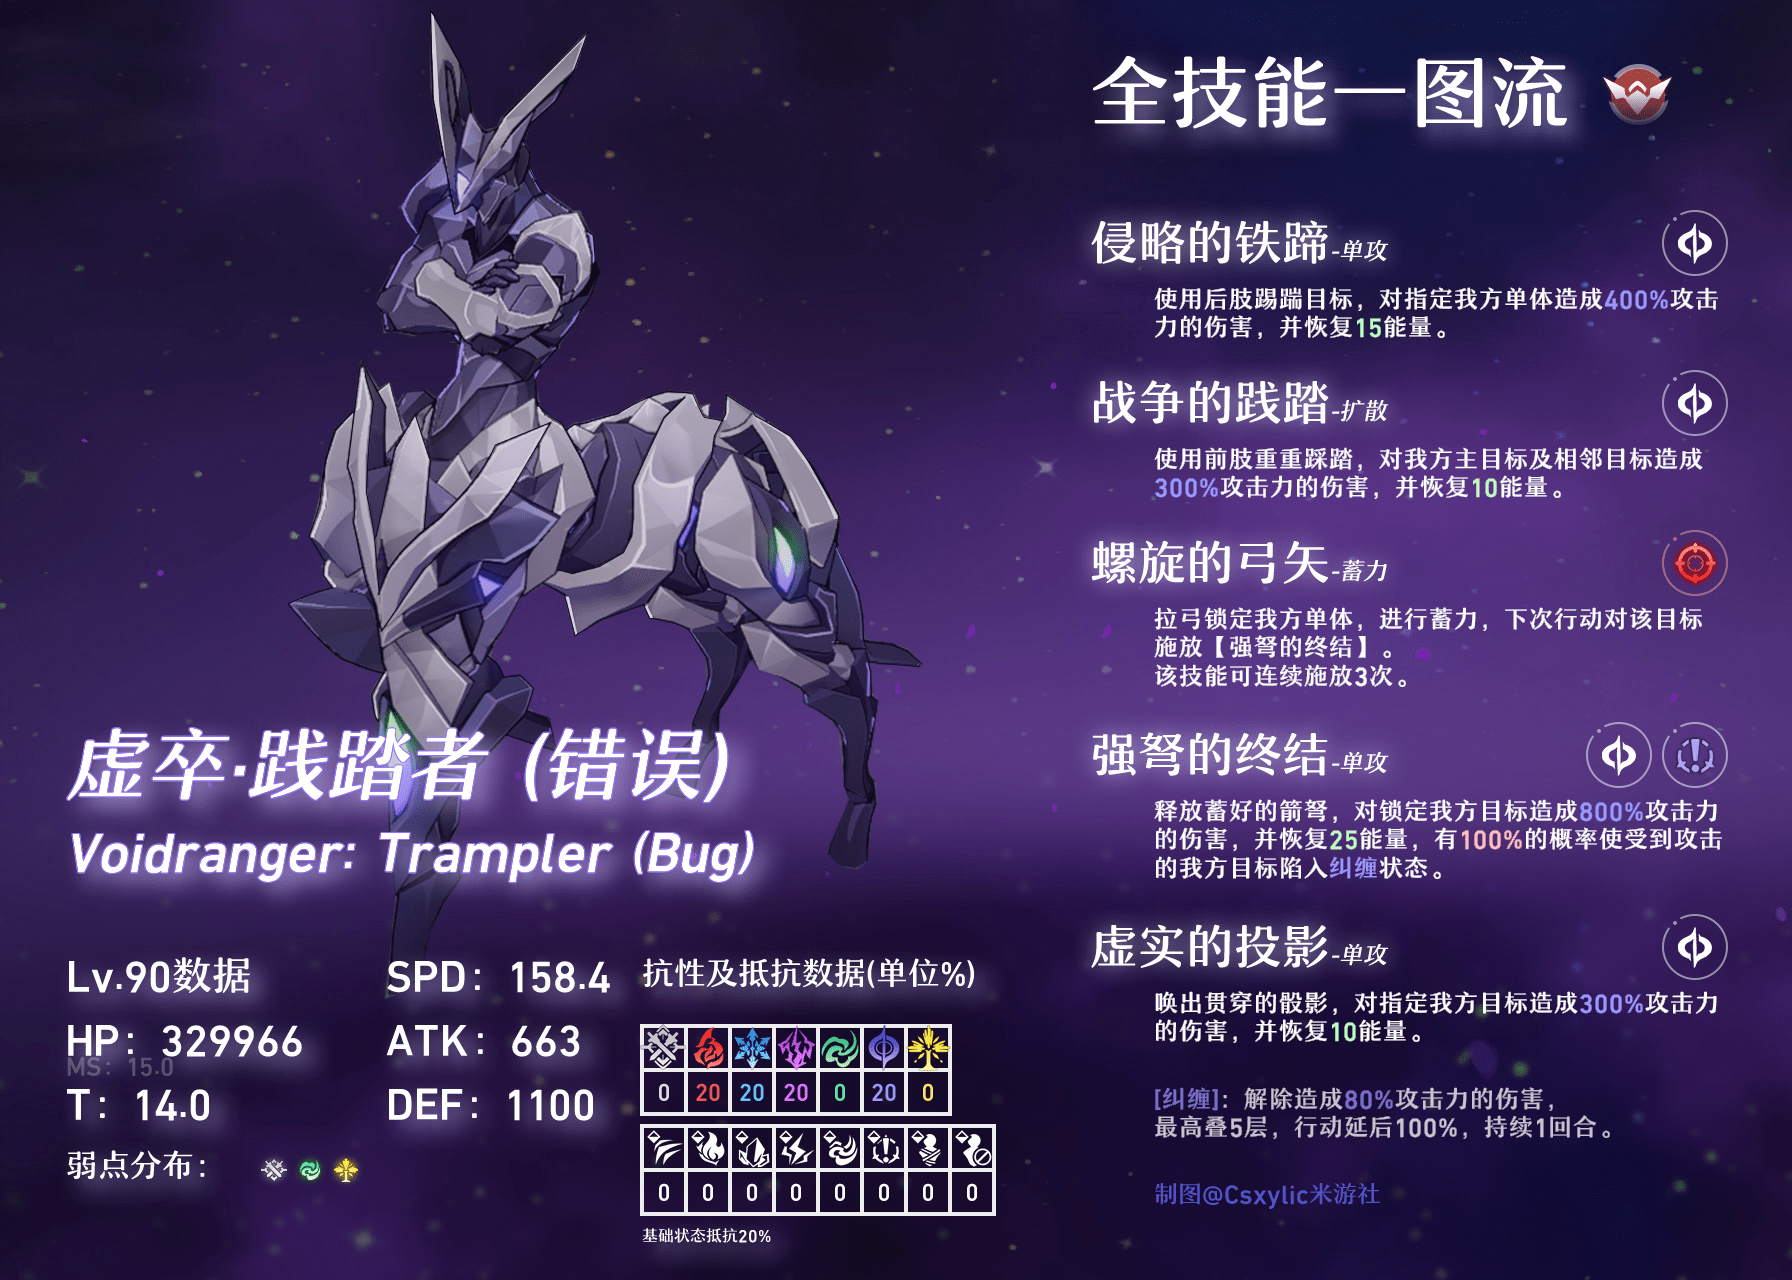 全技能一图流
侵略的铁蹄-单攻
使用后肢踢踹目标，对指定我方单体造成400%攻击
力的伤害，并恢复15能量。
战争的践踏-扩散
使用前肢重重踩踏，对我方主目标及相邻目标造成
300%攻击力的伤害，并恢复10能量。
螺旋的弓矢-蓄力
拉弓锁定我方单体，进行蓄力，下次行动对该目标
施放【强弩的终结】。
该技能可连续施放3次。
强弩的终结-单攻
释放蓄好的箭弩，对锁定我方目标造成800%攻击力
的伤害，并恢复25能量，有100%的概率使受到攻击
的我方目标陷入纠缠状态。
虚实的投影-单攻
唤出贯穿的骰影，对指定我方目标造成300%攻击力
的伤害，并恢复10能量。
[纠缠]：解除造成80%攻击力的伤害，
最高叠5层，行动延后100%，持续1回合。
制图@Csxylic米游社
虚卒·践踏者（错误）
Voidranger: Trampler (Bug)
Lv.90数据
SPD： 158.4
HP： 329966
ATK： 663
MS： 15.0
T： 14.0
DEF： 1100
弱点分布：
抗性及抵抗数据(单位%)
0 20 20 20 0 20 0
0 0 0 0 0 0 0 0
基础状态抵抗20%